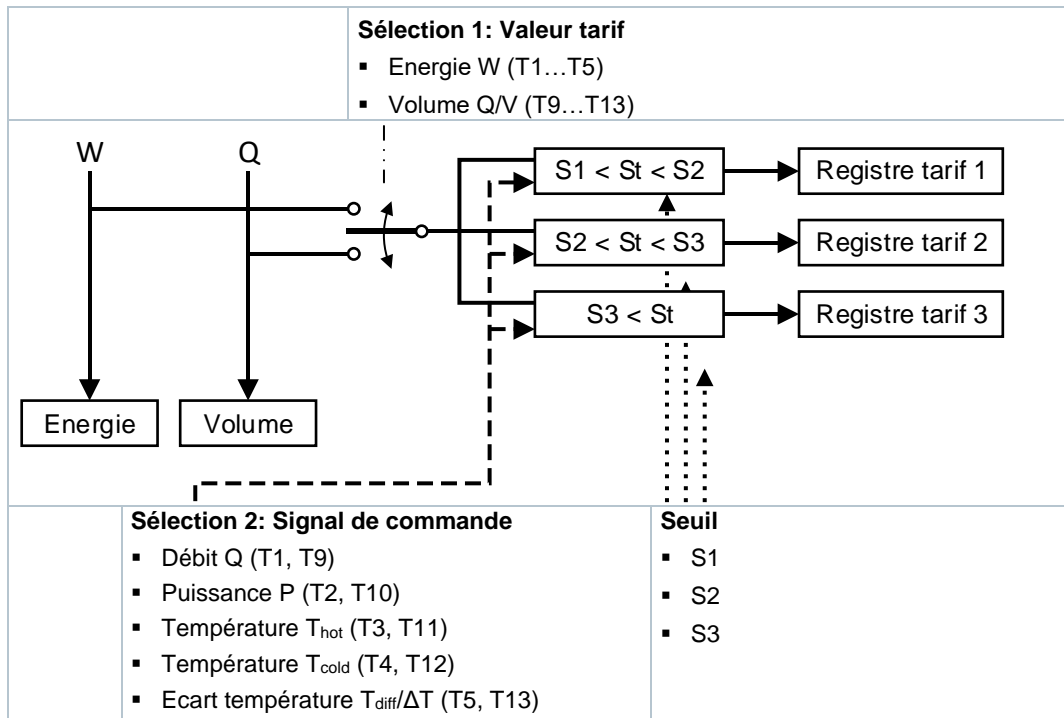 Sélection 1: Valeur tarif
▪ Energie W (T1…T5)
▪ Volume Q/V (T9…T13)
W Q
S1 < St < S2 Registre tarif 1
S2 < St < S3 Registre tarif 2
S3 < St Registre tarif 3
Energie Volume
Sélection 2: Signal de commande
▪ Débit Q (T1, T9)
▪ Puissance P (T2, T10)
▪ Température Thot (T3, T11)
▪ Température Tcold (T4, T12)
▪ Ecart température Tdiff/ΔT (T5, T13)
Seuil
▪ S1
▪ S2
▪ S3